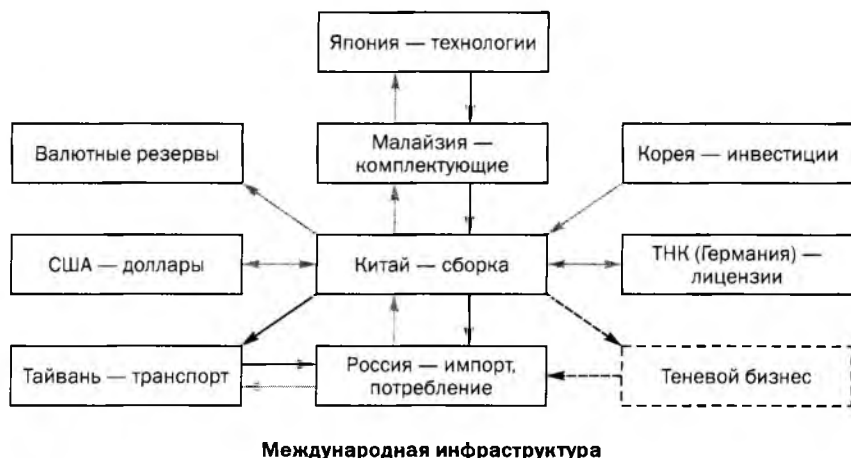 Япония — технологии
Валютные резервы
Малайзия —
комплектующие
Корея — инвестиции
США — доллары
Китай — сборка
ТНК (Германия) —
лицензии
Тайвань — транспорт
Россия — импорт,
потребление
Теневой бизнес
Международная инфраструктура